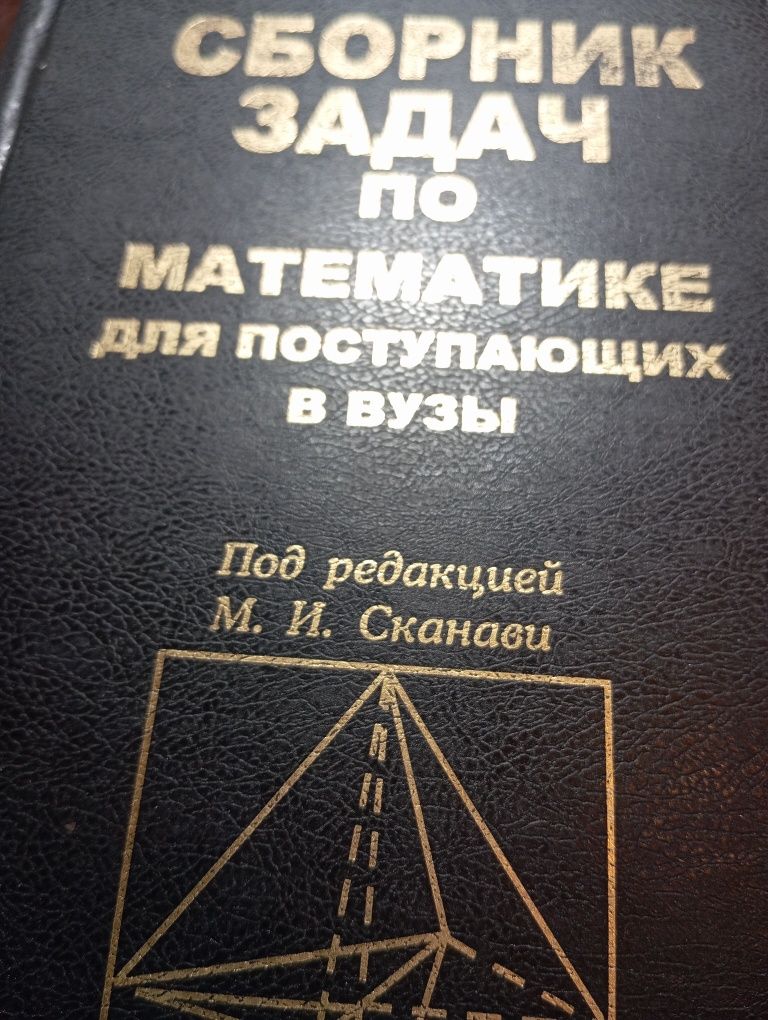 СБОРНИК
ЗАДАЧ
ПО
МАТЕМАТИКЕ
ДЛЯ ПОСТУПАЮЩИХ
В ВУЗЫ
Под редакцией
М. И. Сканави